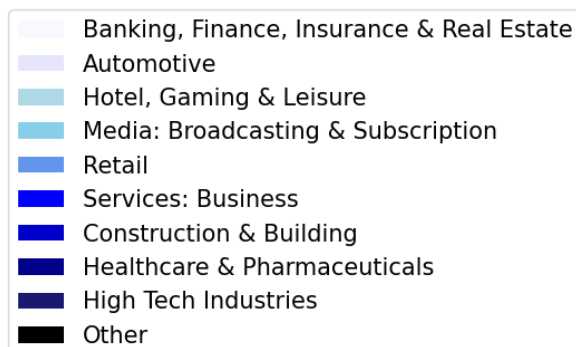 Banking, Finance, Insurance & Real Estate
Automotive
Hotel, Gaming & Leisure
Media: Broadcasting & Subscription
Retail
Services: Business
Construction & Building
Healthcare & Pharmaceuticals
High Tech Industries
Other